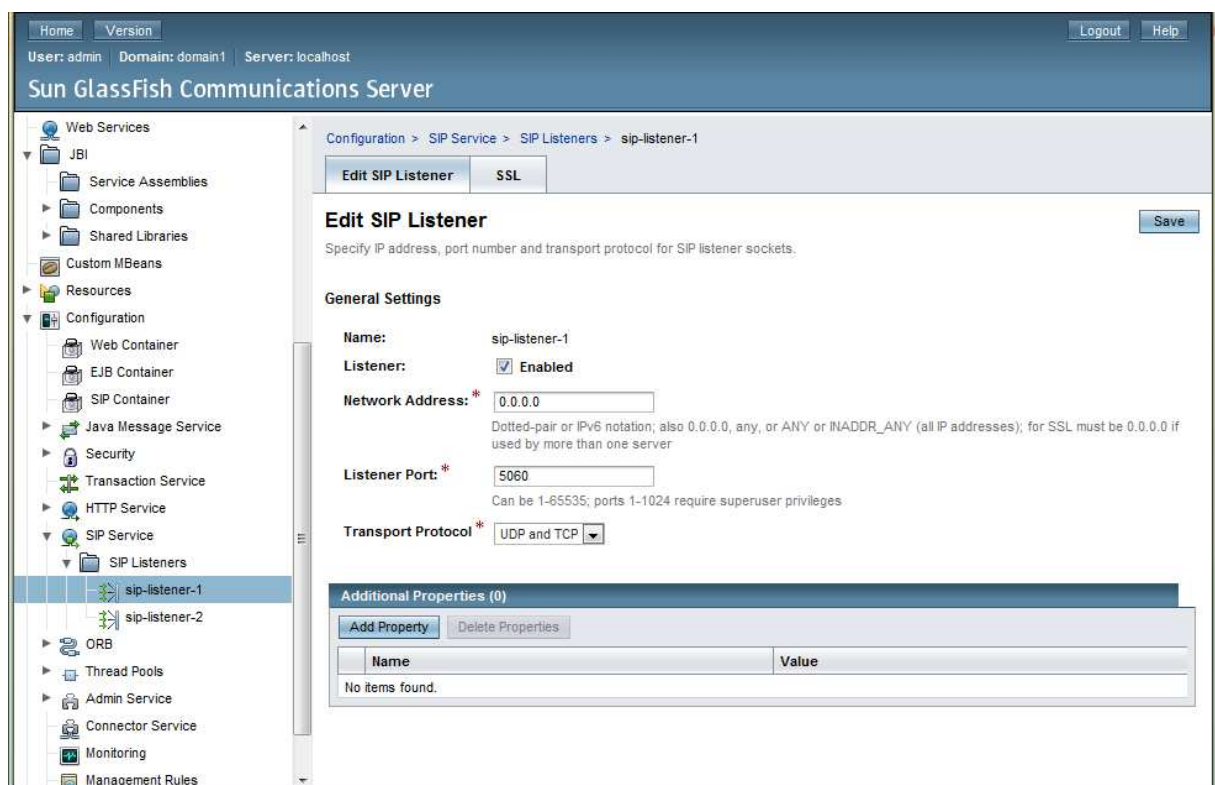 Home Version Logout Help
User: admin Domain: domain1 Server: localhost
Sun GlassFish Communications Server
Web Services
JBI
Service Assemblies
Components
Shared Libraries
Custom MBeans
Resources
Configuration
Web Container
EJB Container
SIP Container
Java Message Service
Security
Transaction Service
HTTP Service
SIP Service
SIP Listeners
sip-listener-1
sip-listener-2
ORB
Thread Pools
Admin Service
Connector Service
Monitoring
Management Rules
Configuration > SIP Service > SIP Listeners > sip-listener-1
Edit SIP Listener SSL
Edit SIP Listener Save
Specify IP address, port number and transport protocol for SIP listener sockets.
General Settings
Name: sip-listener-1
Listener: Enabled
Network Address: * 0.0.0.0
Dotted-pair or IPv6 notation; also 0.0.0.0, any, or ANY or INADDR_ANY (all IP addresses); for SSL must be 0.0.0.0 if
used by more than one server
Listener Port: * 5060
Can be 1-65535; ports 1-1024 require superuser privileges
Transport Protocol * UDP and TCP
Additional Properties (0)
Add Property Delete Properties
Name Value
No items found.